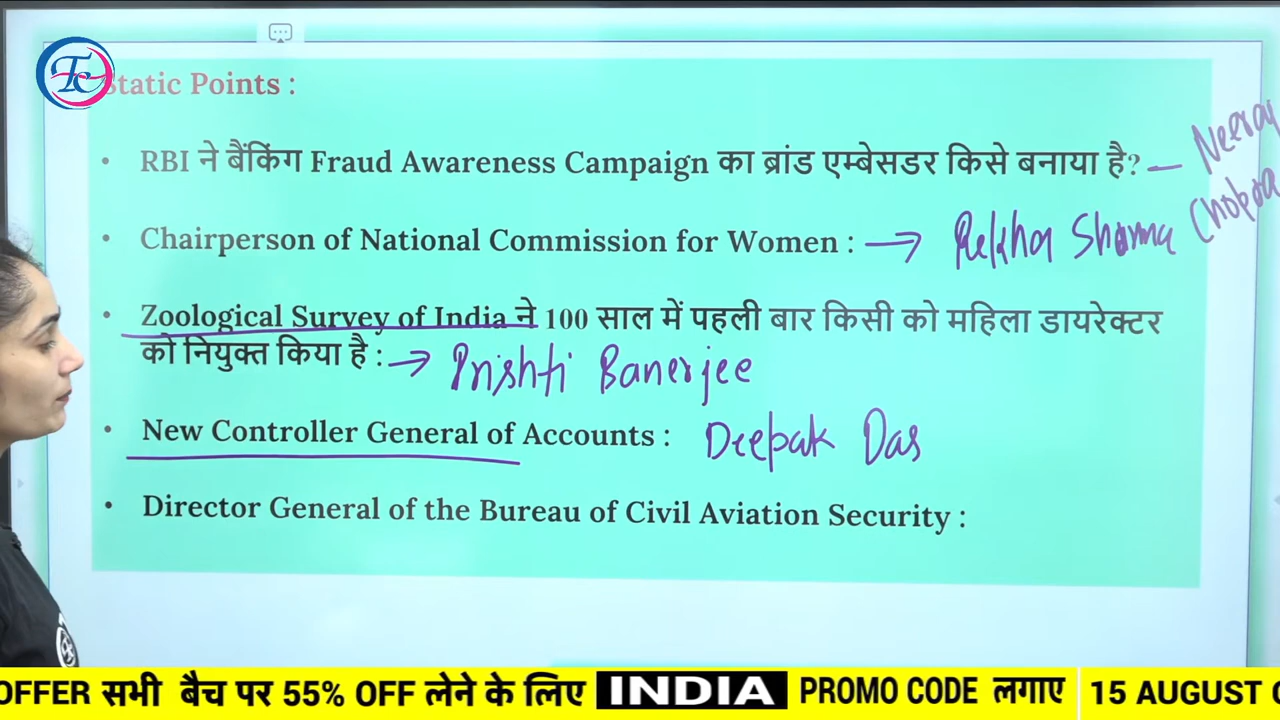 Tc
Static Points :
• RBI ने बैंकिंग Fraud Awareness Campaign का ब्रांड एम्बेसडर किसे बनाया है? — Neeraj Chopra
• Chairperson of National Commission for Women : → Rekha Sharma
• Zoological Survey of India ने 100 साल में पहली बार किसी को महिला डायरेक्टर
को नियुक्त किया है : → Prishti Banerjee
• New Controller General of Accounts : Deepak Das
• Director General of the Bureau of Civil Aviation Security :
OFFER सभी बैच पर 55% OFF लेने के लिए INDIA PROMO CODE लगाए 15 AUGUST